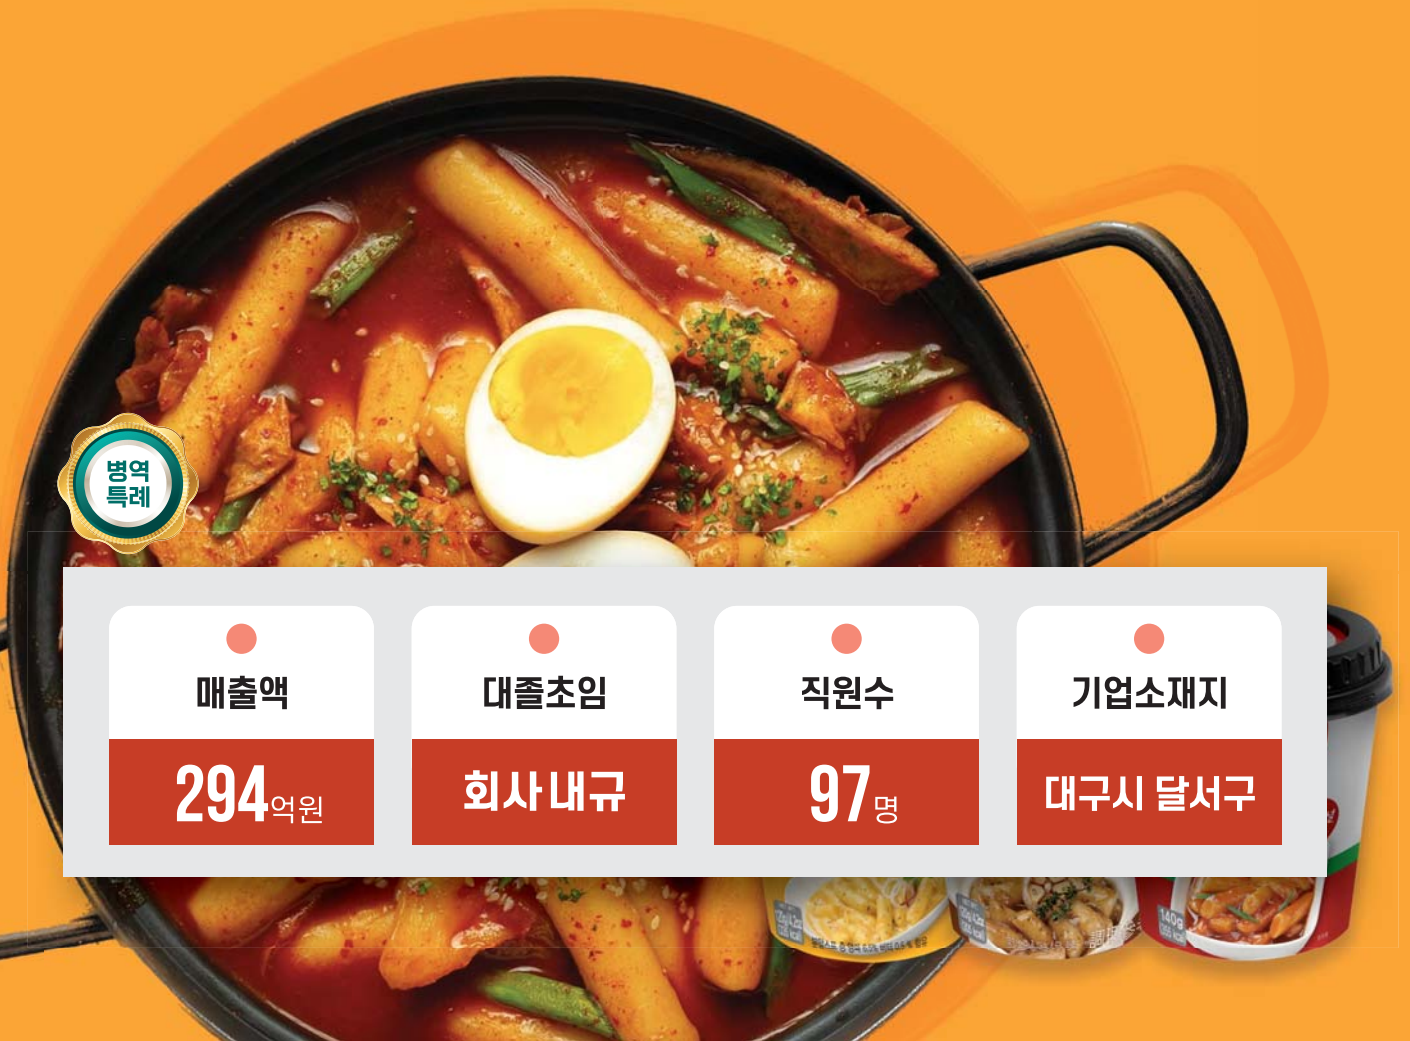 병역
특례
매출액
294억원
대졸초임
회사 내규
직원수
97명
기업소재지
대구시 달서구
140g